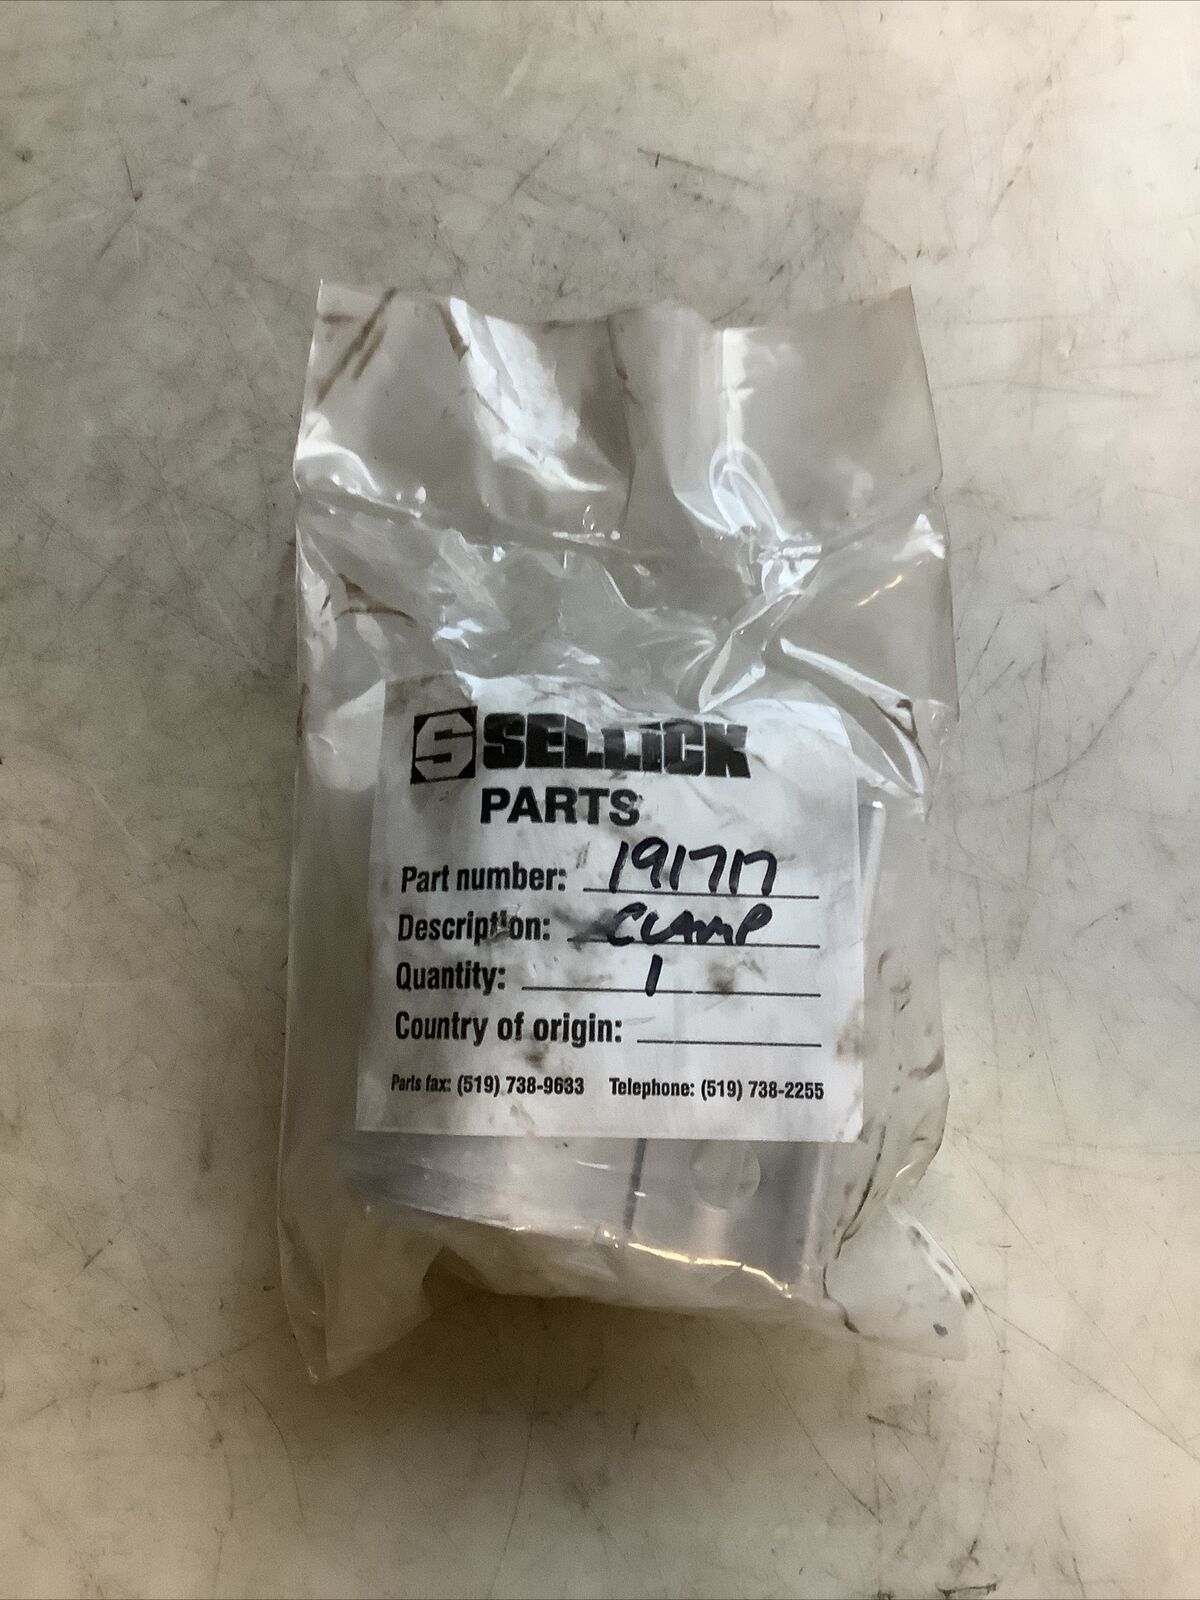 S SELLICK
PARTS
Part number: 191717
Description: CLAMP
Quantity: 1
Country of origin:
Parts fax: (519) 738-9633 Telephone: (519) 738-2255